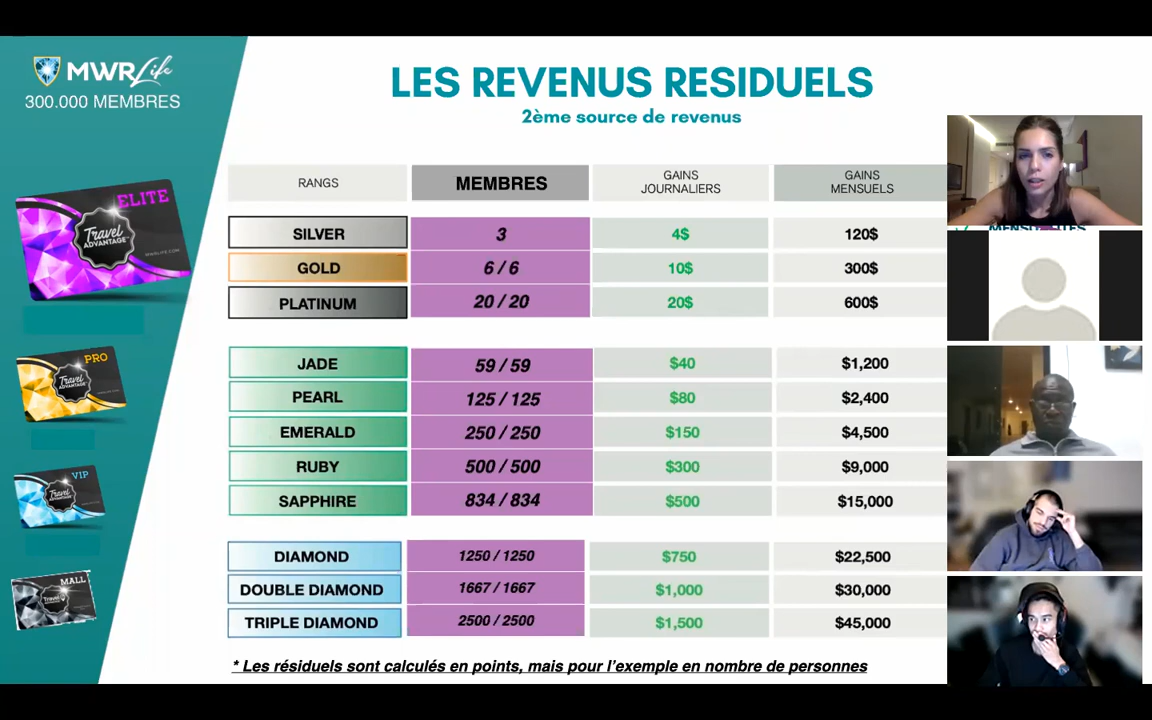 MWR Life
300.000 MEMBRES
LES REVENUS RESIDUELS
2ème source de revenus
RANGS MEMBRES GAINS JOURNALIERS GAINS MENSUELS
SILVER 3 4$ 120$
GOLD 6 / 6 10$ 300$
PLATINUM 20 / 20 20$ 600$
JADE 59 / 59 $40 $1,200
PEARL 125 / 125 $80 $2,400
EMERALD 250 / 250 $150 $4,500
RUBY 500 / 500 $300 $9,000
SAPPHIRE 834 / 834 $500 $15,000
DIAMOND 1250 / 1250 $750 $22,500
DOUBLE DIAMOND 1667 / 1667 $1,000 $30,000
TRIPLE DIAMOND 2500 / 2500 $1,500 $45,000
* Les résiduels sont calculés en points, mais pour l'exemple en nombre de personnes
ELITE
Travel
ADVANTAGE
MWRLIFE.COM
PRO
Travel
ADVANTAGE
VIP
Travel
MALL
Travel